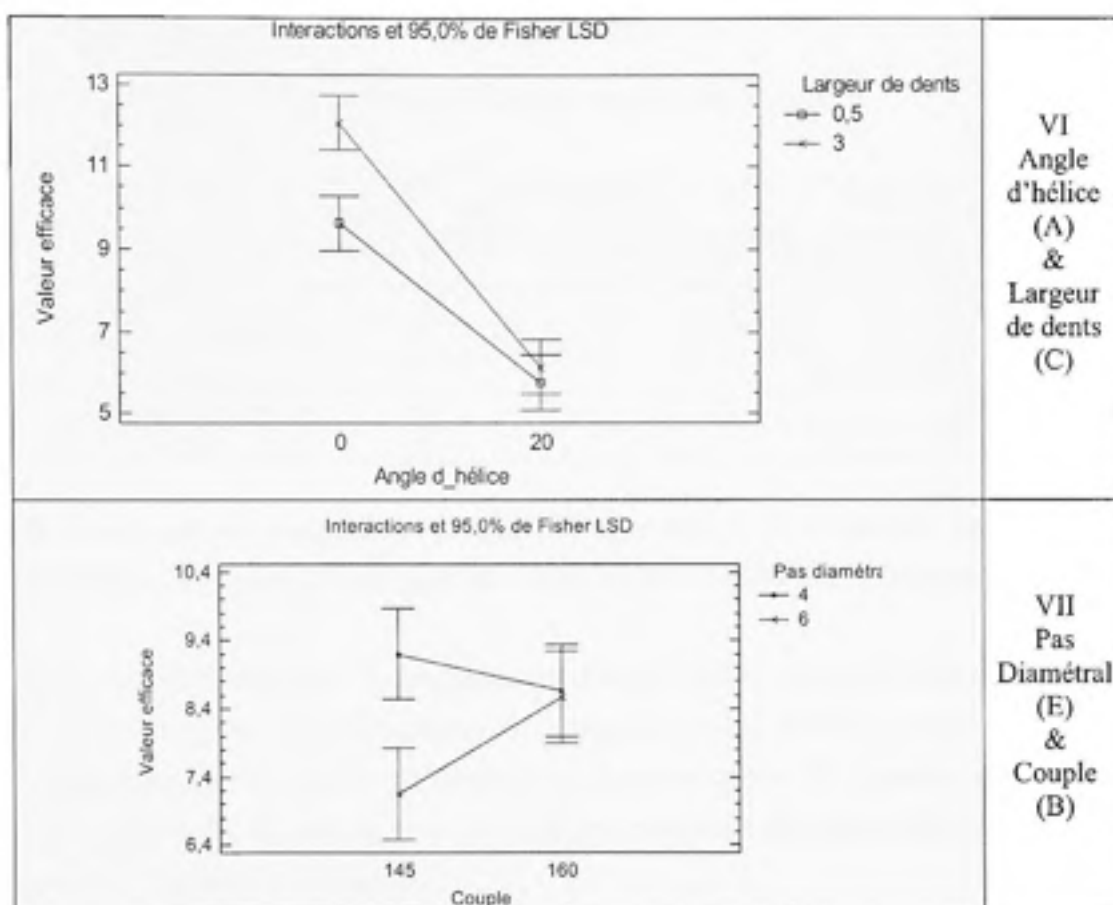 Interactions et 95,0% de Fisher LSD
Valeur efficace
13
11
9
7
5
0
20
Angle d_hélice
Largeur de dents
0,5
3
VI
Angle
d'hélice
(A)
&
Largeur
de dents
(C)
Interactions et 95,0% de Fisher LSD
Valeur efficace
10,4
9,4
8,4
7,4
6,4
145
160
Couple
Pas diamétra
4
6
VII
Pas
Diamétral
(E)
&
Couple
(B)